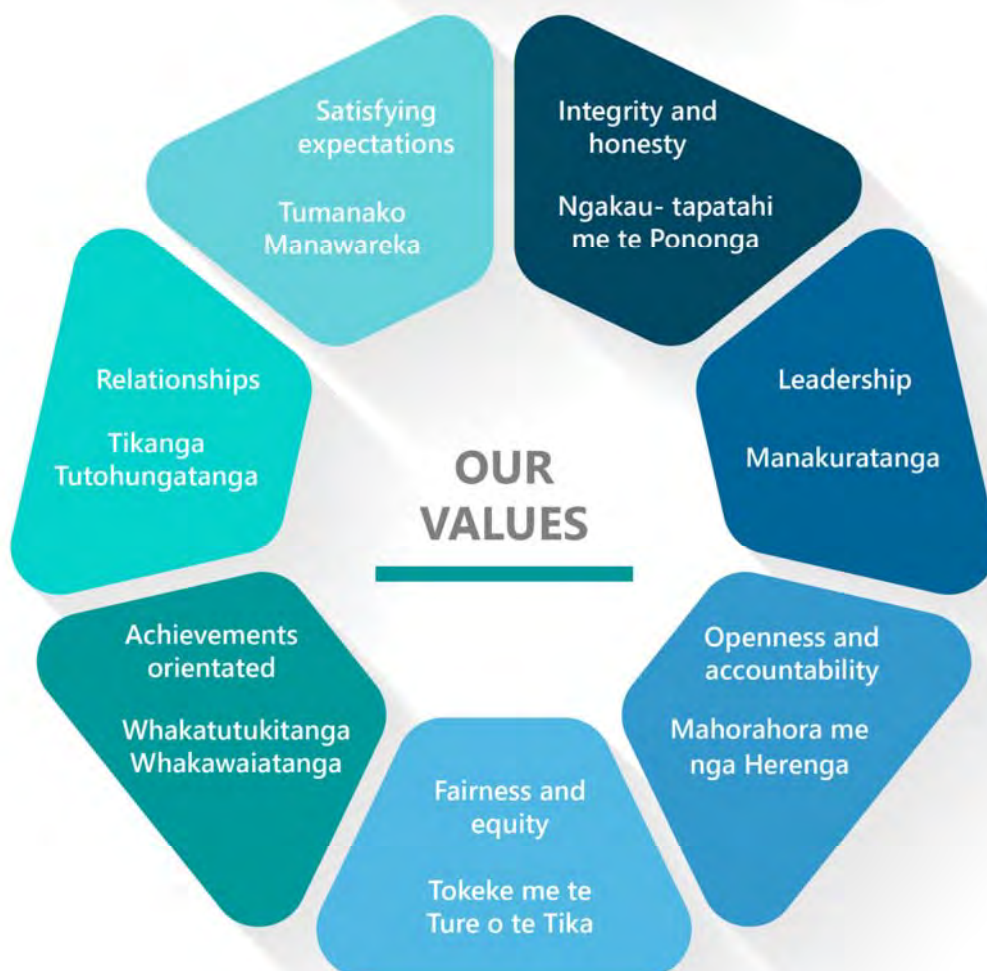 OUR
VALUES
Integrity and
honesty
Ngakau- tapatahi
me te Pononga
Leadership
Manakuratanga
Openness and
accountability
Mahorahora me
nga Herenga
Fairness and
equity
Tokeke me te
Ture o te Tika
Achievements
orientated
Whakatutukitanga
Whakawaiatanga
Relationships
Tikanga
Tutohungatanga
Satisfying
expectations
Tumanako
Manawareka